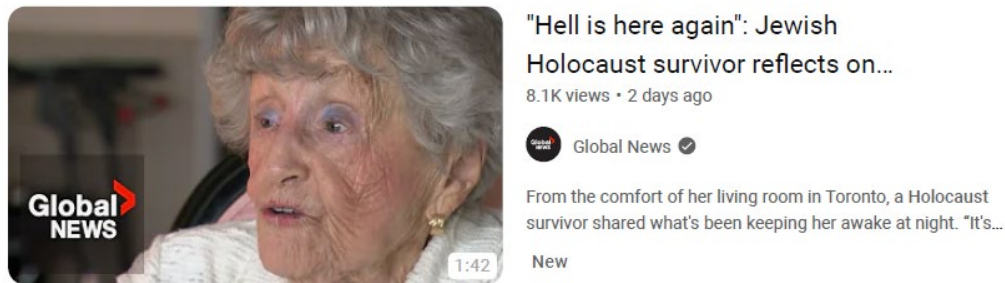 Global
NEWS
1:42
"Hell is here again": Jewish
Holocaust survivor reflects on...
8.1K views • 2 days ago
Global News
From the comfort of her living room in Toronto, a Holocaust
survivor shared what's been keeping her awake at night. “It's...
New